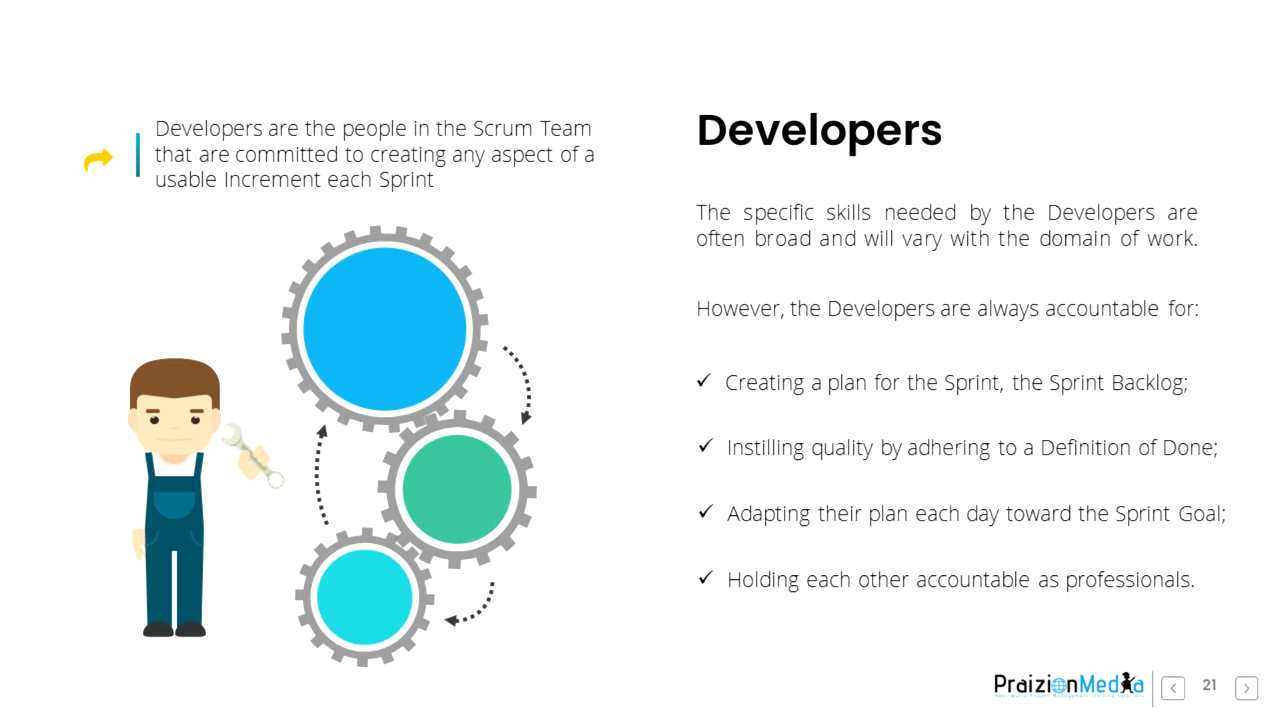 Developers are the people in the Scrum Team
that are committed to creating any aspect of a
usable Increment each Sprint
Developers
The specific skills needed by the Developers are
often broad and will vary with the domain of work.
However, the Developers are always accountable for:
✓ Creating a plan for the Sprint, the Sprint Backlog;
✓ Instilling quality by adhering to a Definition of Done;
✓ Adapting their plan each day toward the Sprint Goal;
✓ Holding each other accountable as professionals.
PraizionMedia
21